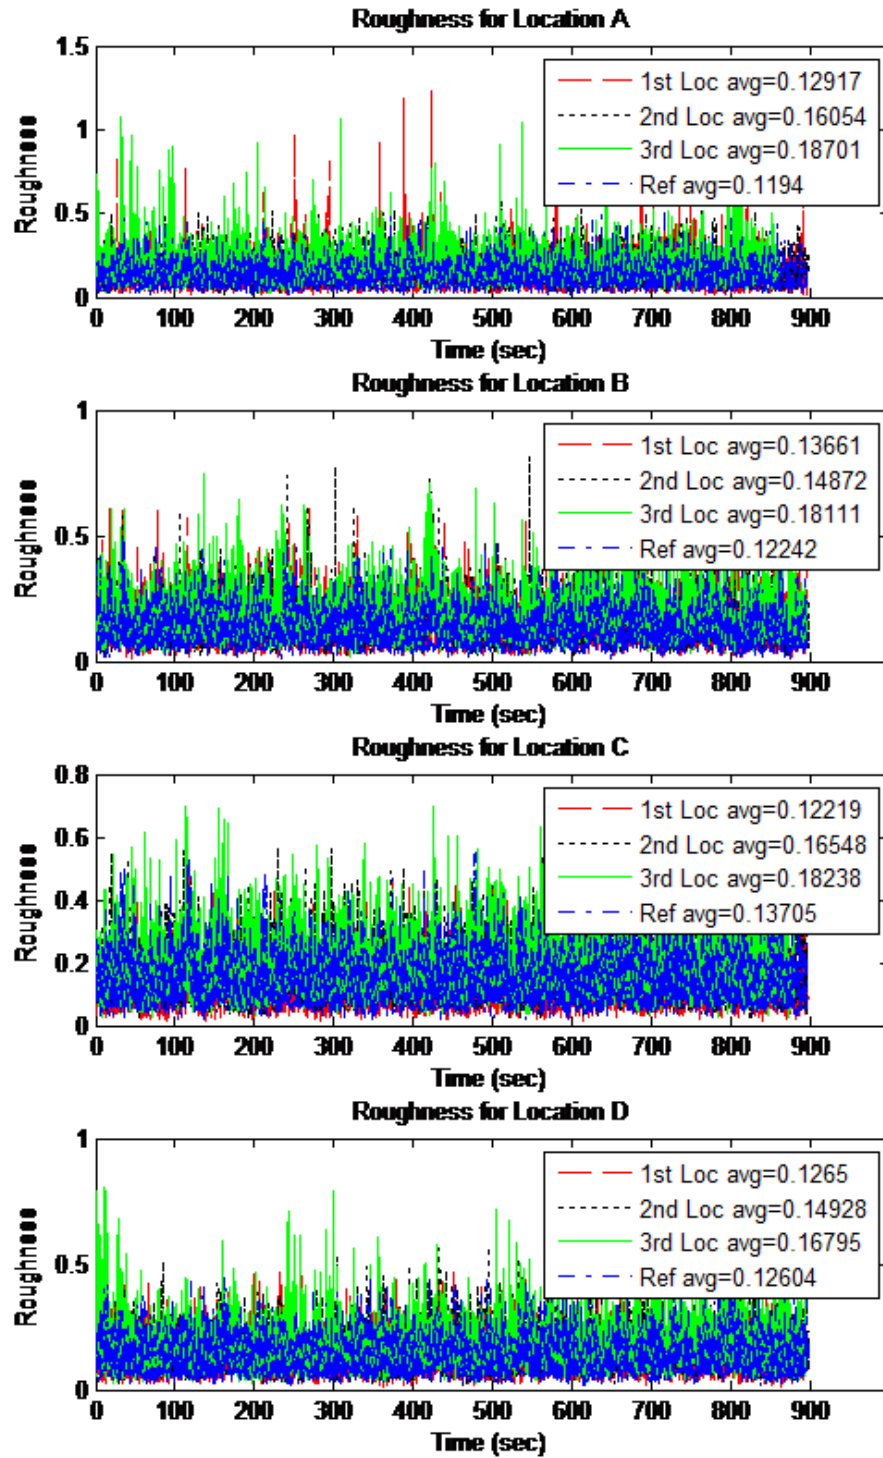 Roughness for Location A
1.5
1
0.5
0
Roughness
1st Loc avg=0.12917
2nd Loc avg=0.16054
3rd Loc avg=0.18701
Ref avg=0.1194
0 100 200 300 400 500 600 700 800 900
Time (sec)
Roughness for Location B
1
0.5
0
Roughness
1st Loc avg=0.13661
2nd Loc avg=0.14872
3rd Loc avg=0.18111
Ref avg=0.12242
0 100 200 300 400 500 600 700 800 900
Time (sec)
Roughness for Location C
0.8
0.6
0.4
0.2
0
Roughness
1st Loc avg=0.12219
2nd Loc avg=0.16548
3rd Loc avg=0.18238
Ref avg=0.13705
0 100 200 300 400 500 600 700 800 900
Time (sec)
Roughness for Location D
1
0.5
0
Roughness
1st Loc avg=0.1265
2nd Loc avg=0.14928
3rd Loc avg=0.16795
Ref avg=0.12604
0 100 200 300 400 500 600 700 800 900
Time (sec)